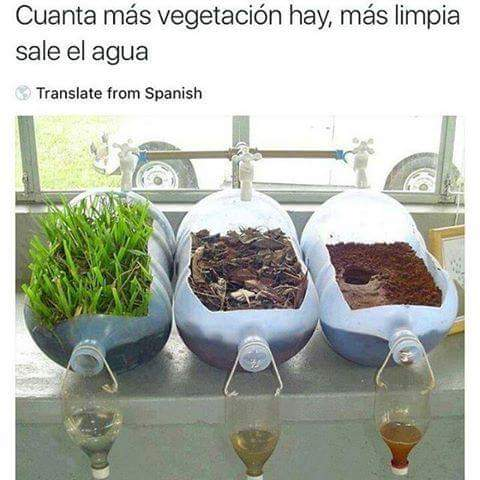 Cuanta más vegetación hay, más limpia
sale el agua
Translate from Spanish